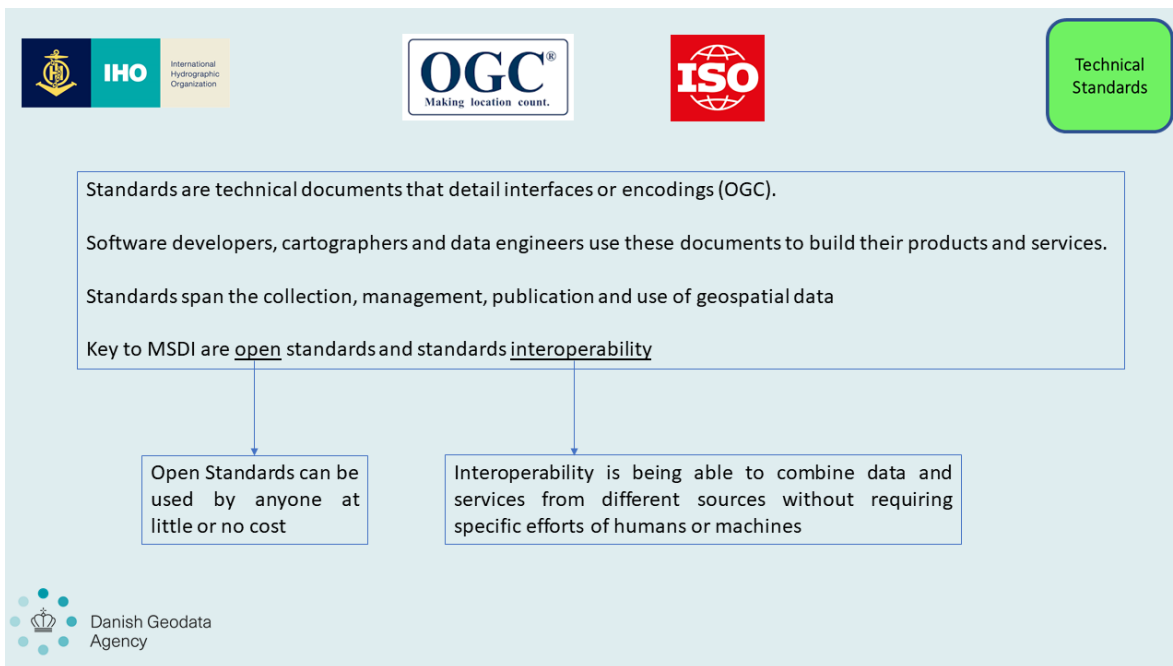 IHO
International
Hydrographic
Organization
OGC®
Making location count.
ISO
Technical
Standards
Standards are technical documents that detail interfaces or encodings (OGC).
Software developers, cartographers and data engineers use these documents to build their products and services.
Standards span the collection, management, publication and use of geospatial data
Key to MSDI are open standards and standards interoperability
Open Standards can be
used by anyone at
little or no cost
Interoperability is being able to combine data and
services from different sources without requiring
specific efforts of humans or machines
Danish Geodata
Agency